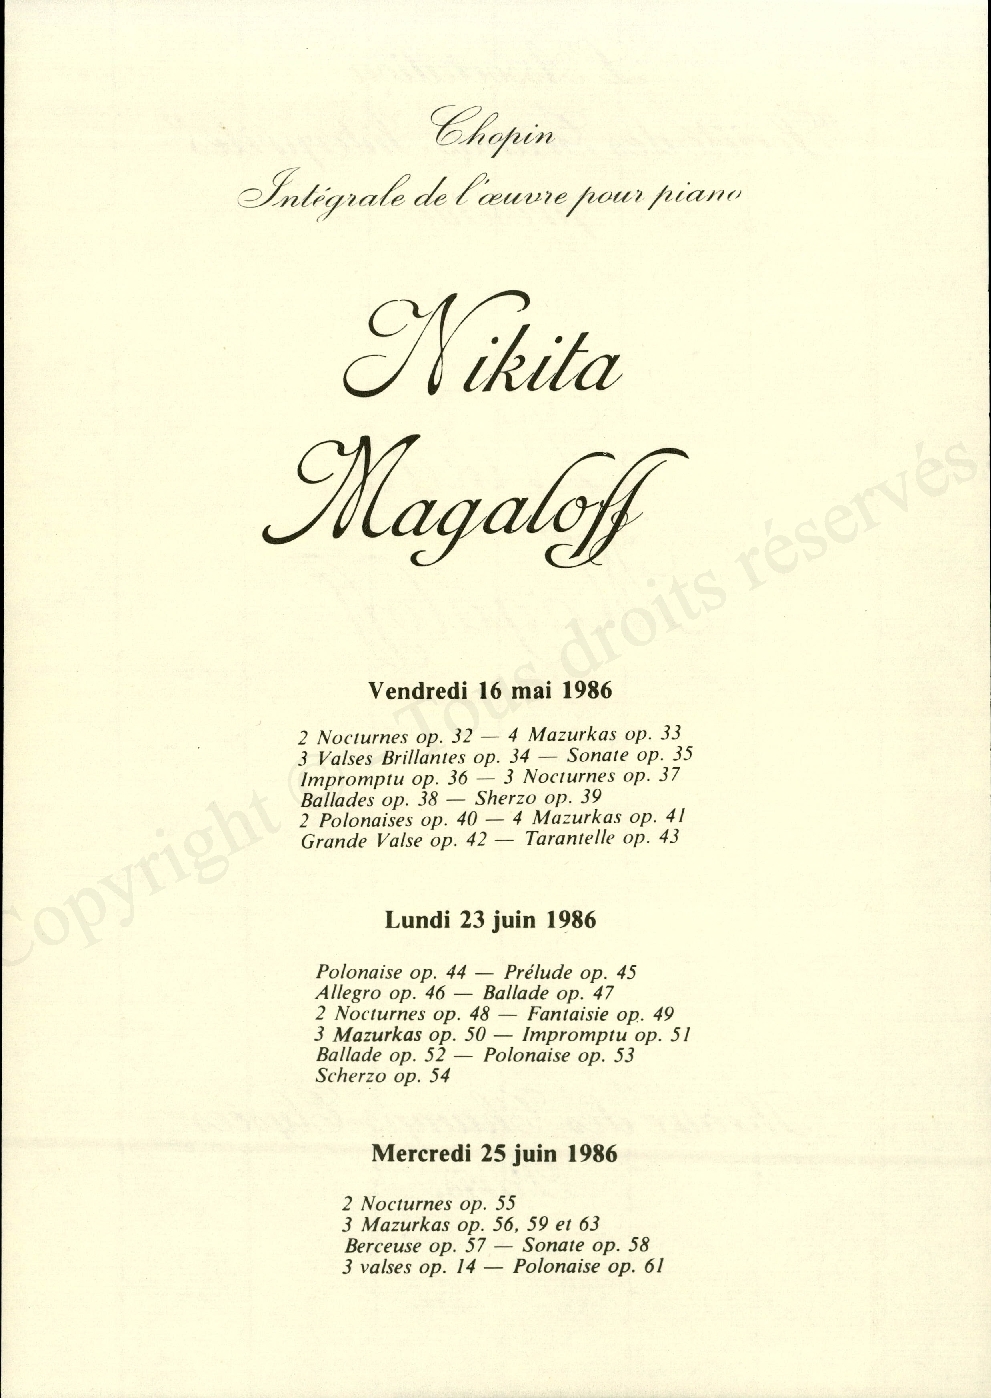 Chopin
Intégrale de l'œuvre pour piano
Nikita
Magaloff
Vendredi 16 mai 1986
2 Nocturnes op. 32 — 4 Mazurkas op. 33
3 Valses Brillantes op. 34 — Sonate op. 35
Impromptu op. 36 — 3 Nocturnes op. 37
Ballades op. 38 — Sherzo op. 39
2 Polonaises op. 40 — 4 Mazurkas op. 41
Grande Valse op. 42 — Tarantelle op. 43
Lundi 23 juin 1986
Polonaise op. 44 — Prélude op. 45
Allegro op. 46 — Ballade op. 47
2 Nocturnes op. 48 — Fantaisie op. 49
3 Mazurkas op. 50 — Impromptu op. 51
Ballade op. 52 — Polonaise op. 53
Scherzo op. 54
Mercredi 25 juin 1986
2 Nocturnes op. 55
3 Mazurkas op. 56, 59 et 63
Berceuse op. 57 — Sonate op. 58
3 valses op. 14 — Polonaise op. 61
Copyright © Tous droits réservés